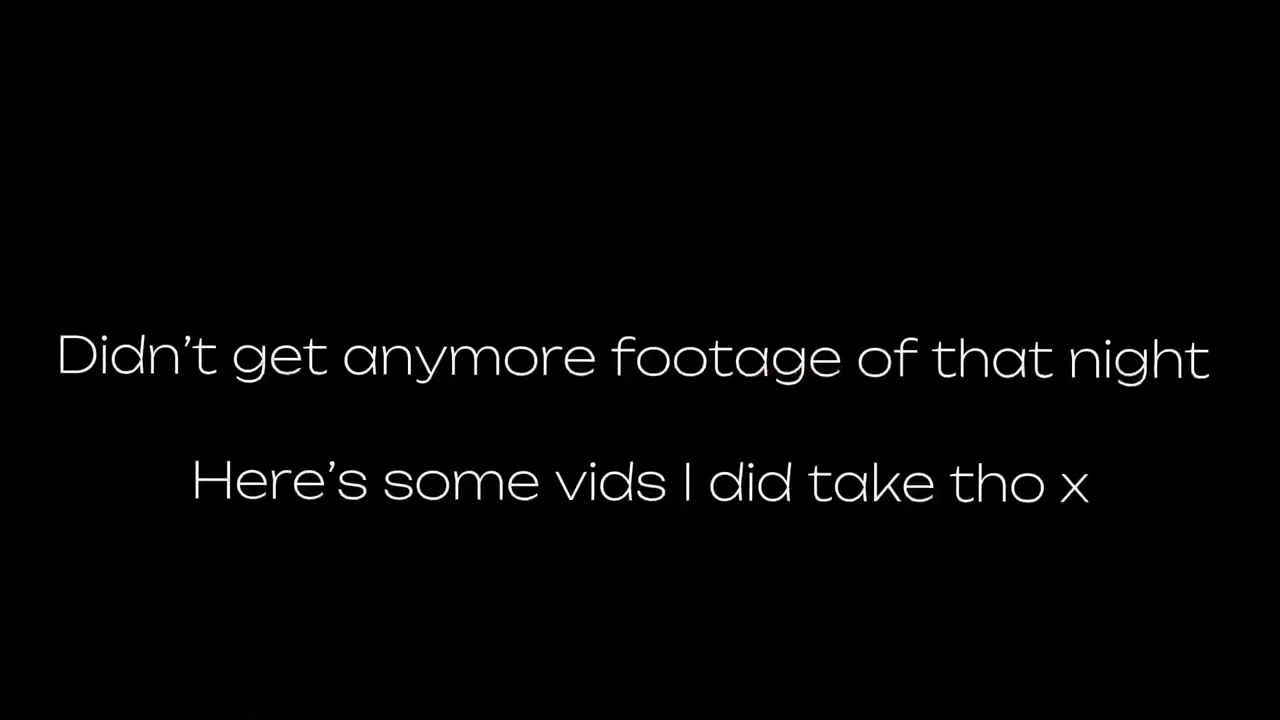 Didn’t get anymore footage of that night
Here’s some vids I did take tho x